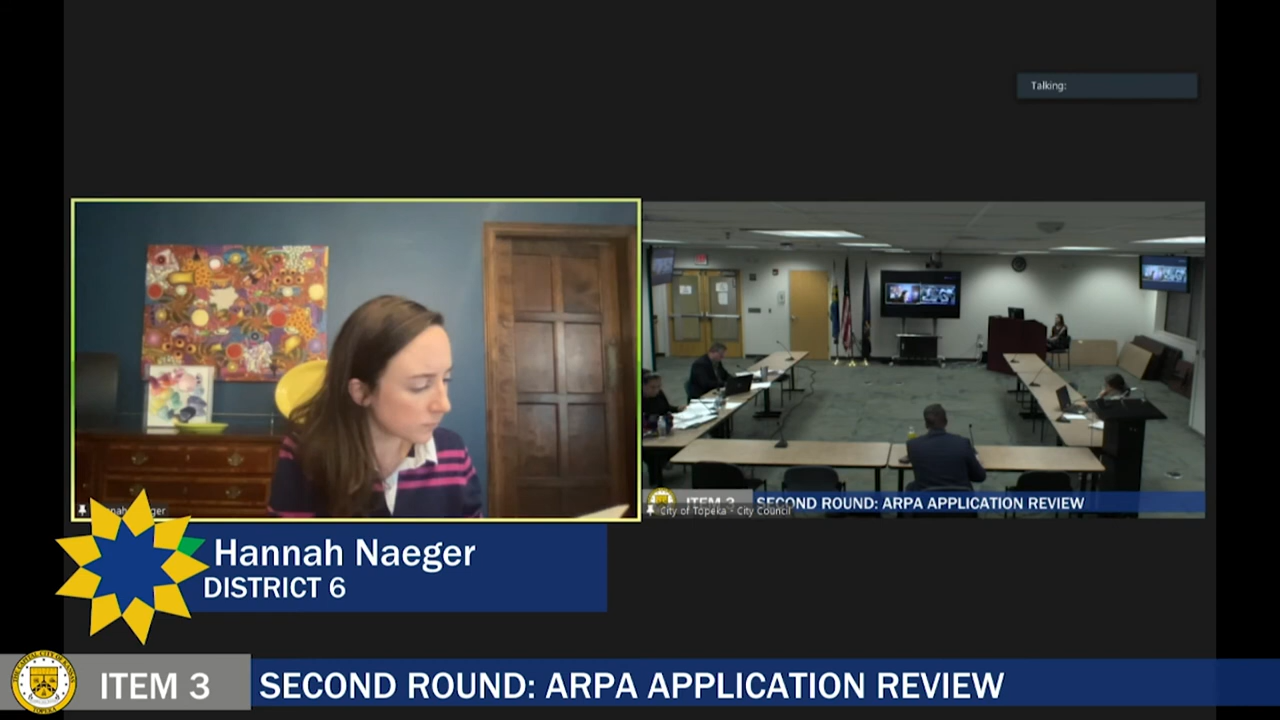 Talking:
ITEM 3
SECOND ROUND: ARPA APPLICATION REVIEW
City of Topeka - City Council
Hannah Naeger
DISTRICT 6
ITEM 3
SECOND ROUND: ARPA APPLICATION REVIEW